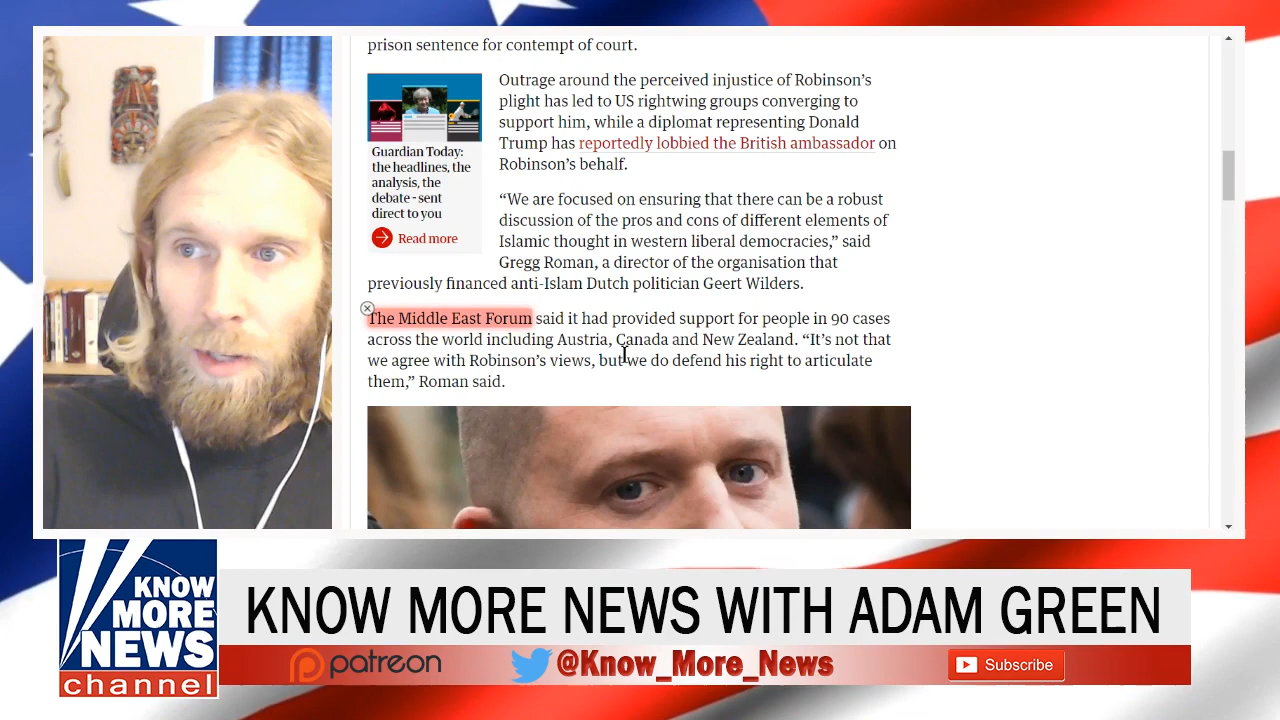 prison sentence for contempt of court.
Outrage around the perceived injustice of Robinson’s
plight has led to US rightwing groups converging to
support him, while a diplomat representing Donald
Trump has reportedly lobbied the British ambassador on
Robinson’s behalf.
Guardian Today:
the headlines, the
analysis, the
debate - sent
direct to you
Read more
“We are focused on ensuring that there can be a robust
discussion of the pros and cons of different elements of
Islamic thought in western liberal democracies,” said
Gregg Roman, a director of the organisation that
previously financed anti-Islam Dutch politician Geert Wilders.
The Middle East Forum said it had provided support for people in 90 cases
across the world including Austria, Canada and New Zealand. “It’s not that
we agree with Robinson’s views, but we do defend his right to articulate
them,” Roman said.
KNOW
MORE
NEWS
channel
KNOW MORE NEWS WITH ADAM GREEN
patreon
@Know_More_News
Subscribe